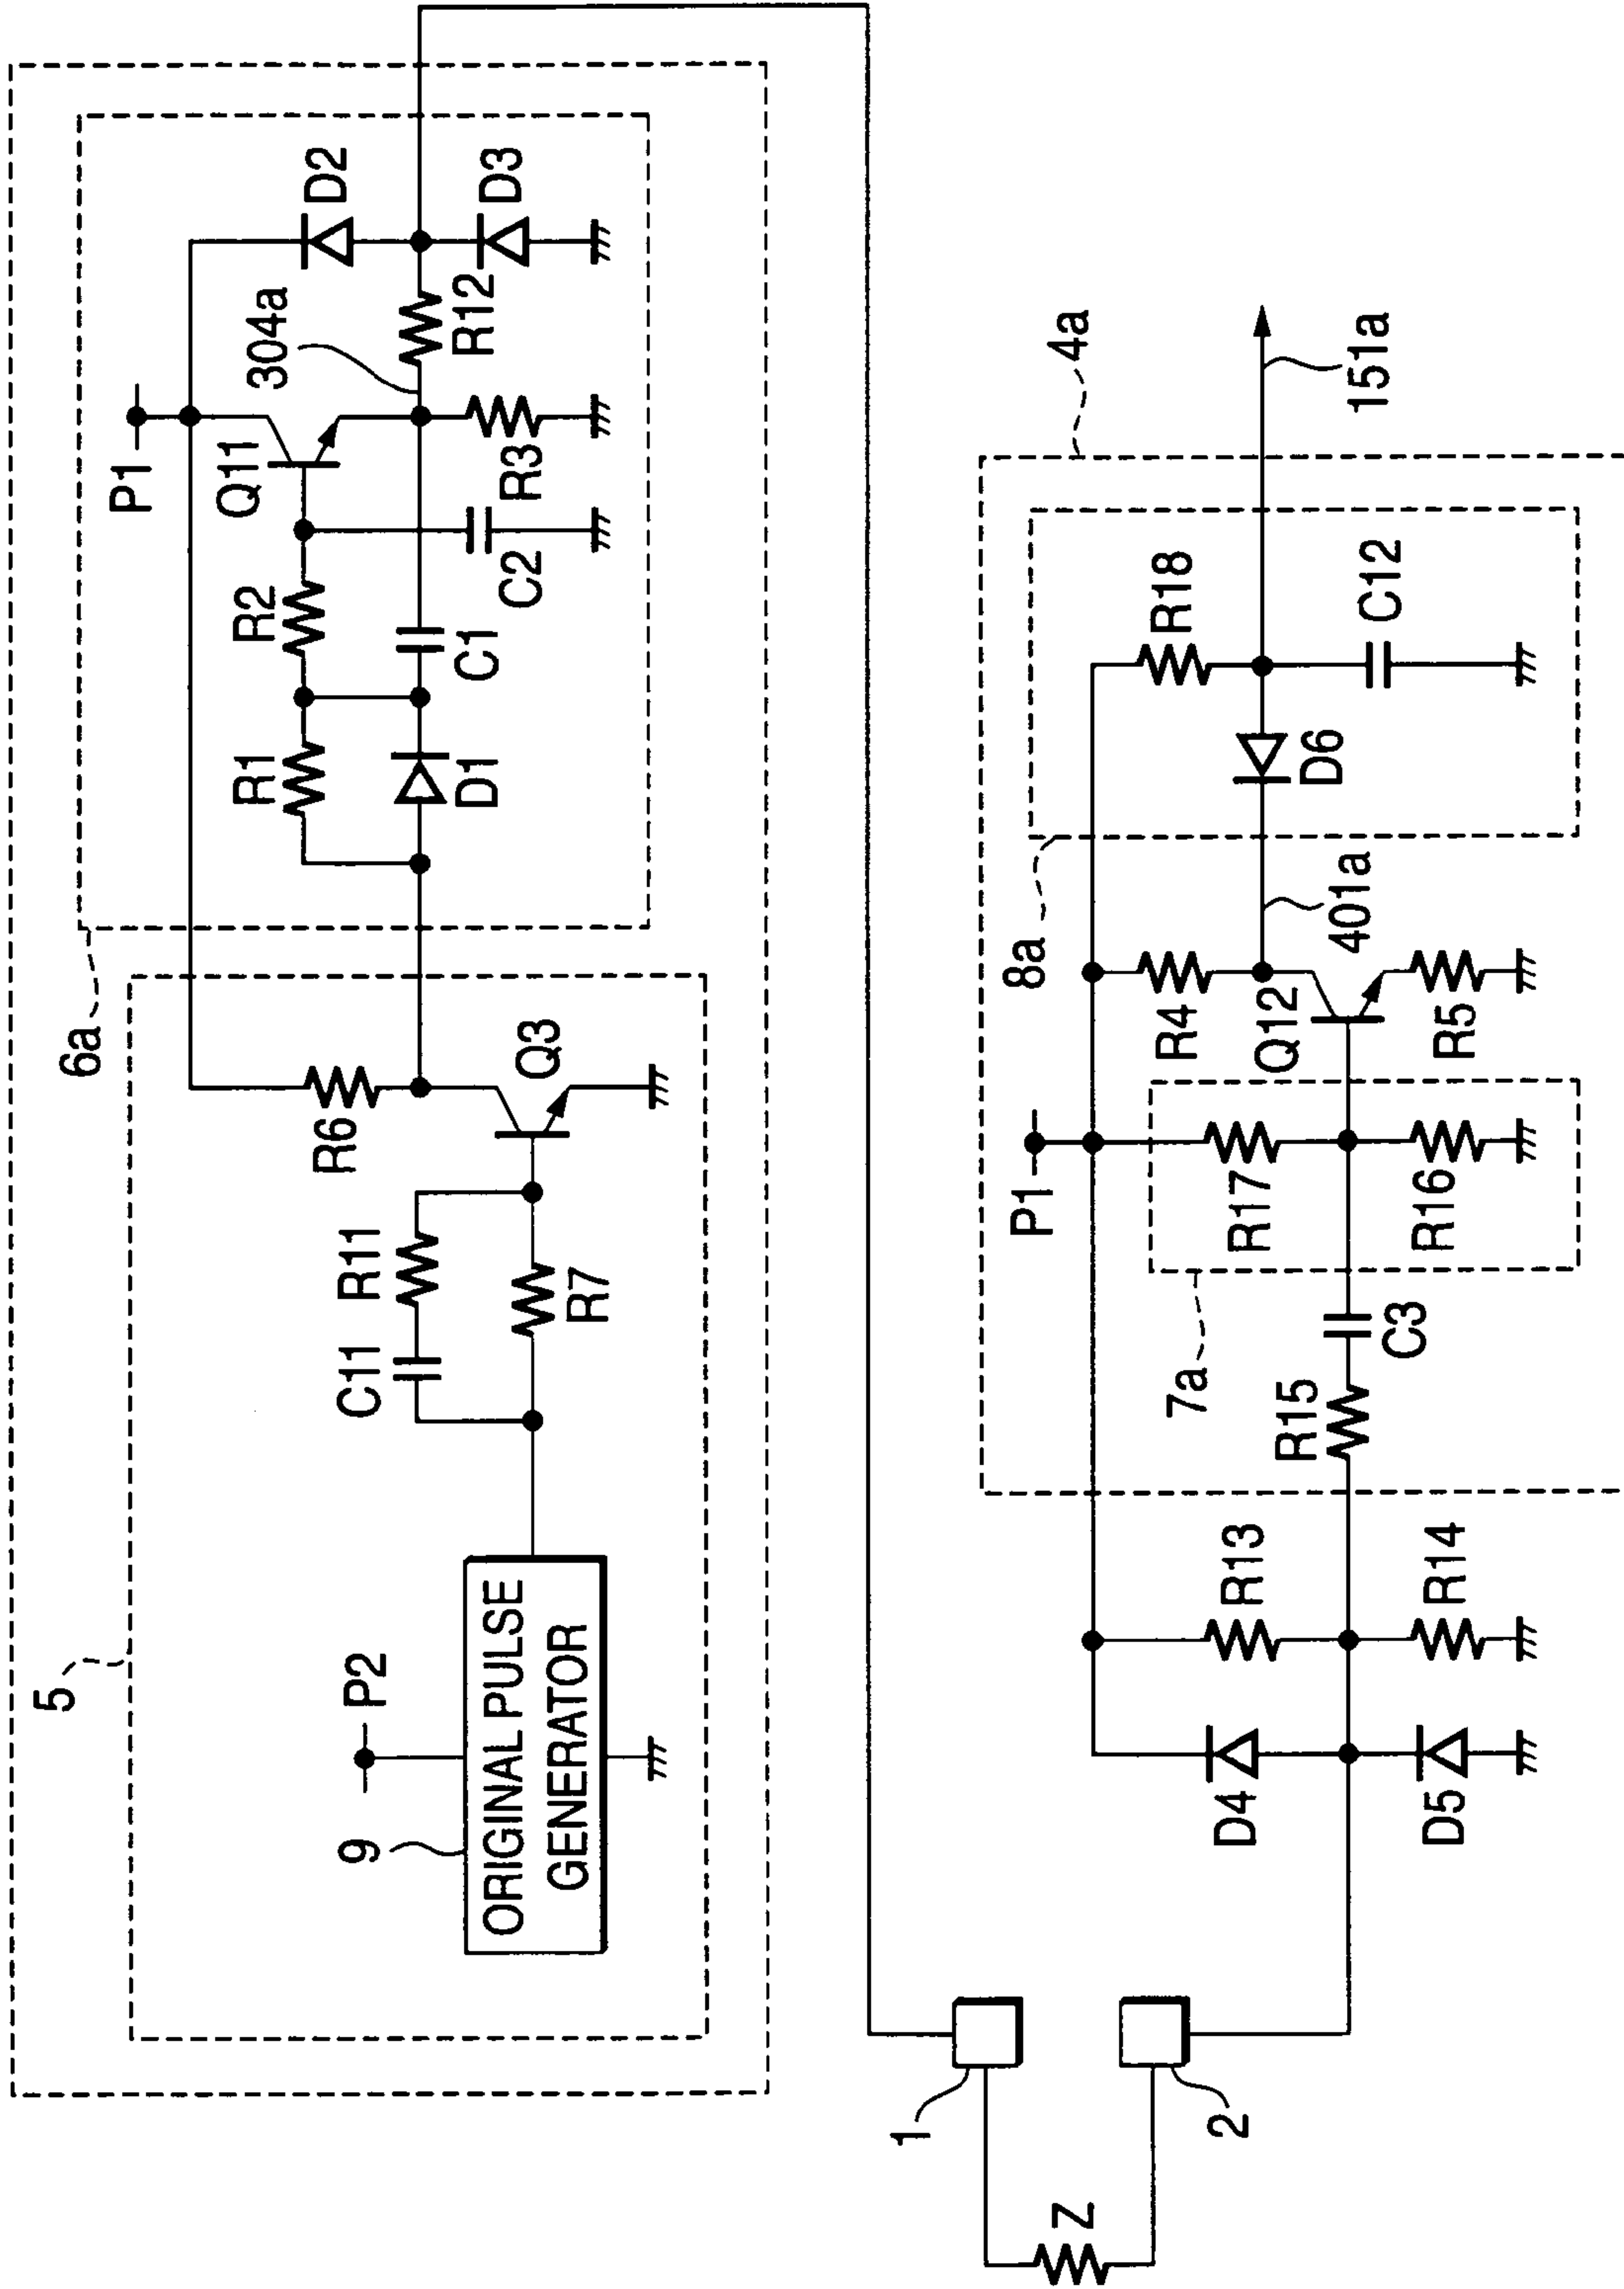 5
9
P2
ORIGINAL PULSE
GENERATOR
C11
R11
R7
R6
Q3
6a
R1
R2
D1
C1
C2
P1
Q11
R3
304a
R12
D2
D3
1
2
Z
D4
D5
R13
R14
R15
C3
7a
P1
R17
R16
R4
Q12
R5
8a
401a
D6
R18
C12
4a
151a